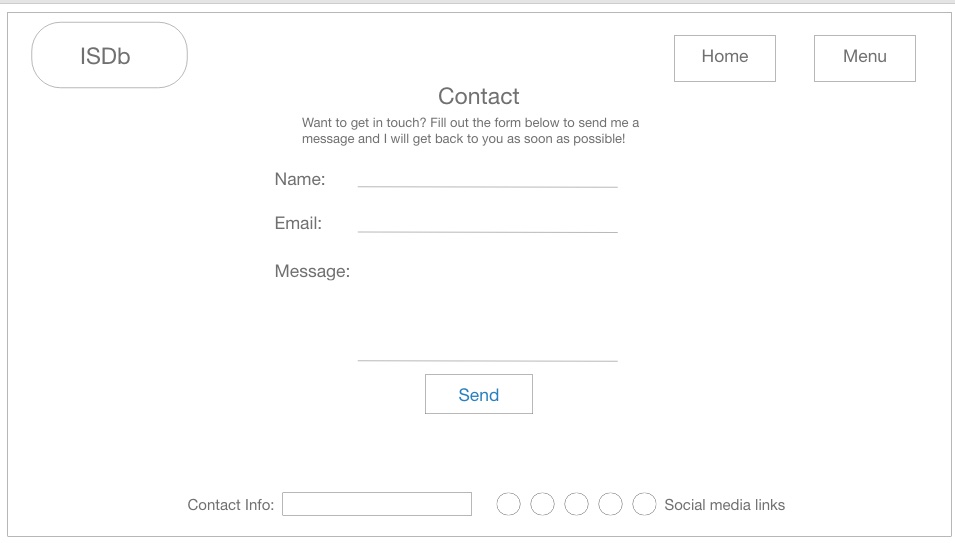 ISDb
Home
Menu
Contact
Want to get in touch? Fill out the form below to send me a
message and I will get back to you as soon as possible!
Name:
Email:
Message:
Send
Contact Info:
Social media links